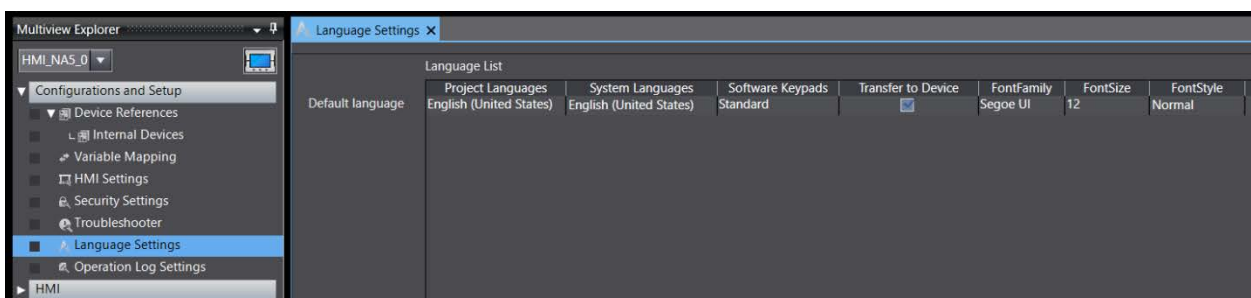 Multiview Explorer
HMI_NA5_0
Configurations and Setup
Device References
Internal Devices
Variable Mapping
HMI Settings
Security Settings
Troubleshooter
Language Settings
Operation Log Settings
HMI
Language Settings
Language List
Project Languages System Languages Software Keypads Transfer to Device FontFamily FontSize FontStyle
Default language English (United States) English (United States) Standard Segoe UI 12 Normal